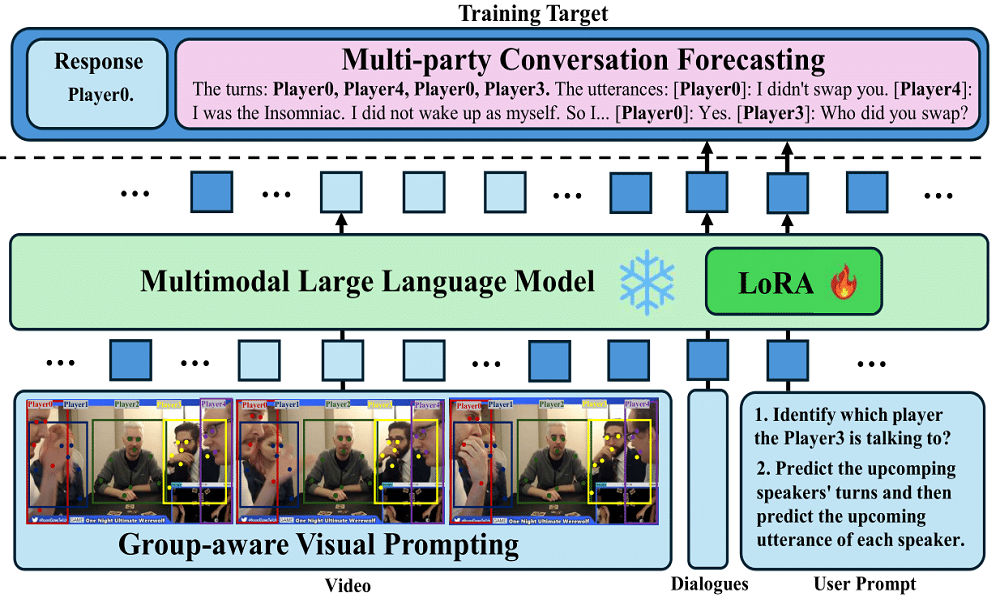 Training Target
Response
Player0.
Multi-party Conversation Forecasting
The turns: Player0, Player4, Player0, Player3. The utterances: [Player0]: I didn't swap you. [Player4]:
I was the Insomniac. I did not wake up as myself. So I... [Player0]: Yes. [Player3]: Who did you swap?
... ... ... ...
Multimodal Large Language Model
LoRA
... ... ... ...
Player0 Player1 Player2 Player4
Player0 Player1 Player2 Player4
Player0 Player1 Player2 Player4
GAME One Night Ultimate Werewolf
GAME One Night Ultimate Werewolf
GAME One Night Ultimate Werewolf
Group-aware Visual Prompting
1. Identify which player
the Player3 is talking to?
2. Predict the upcomping
speakers' turns and then
predict the upcoming
utterance of each speaker.
Video
Dialogues
User Prompt